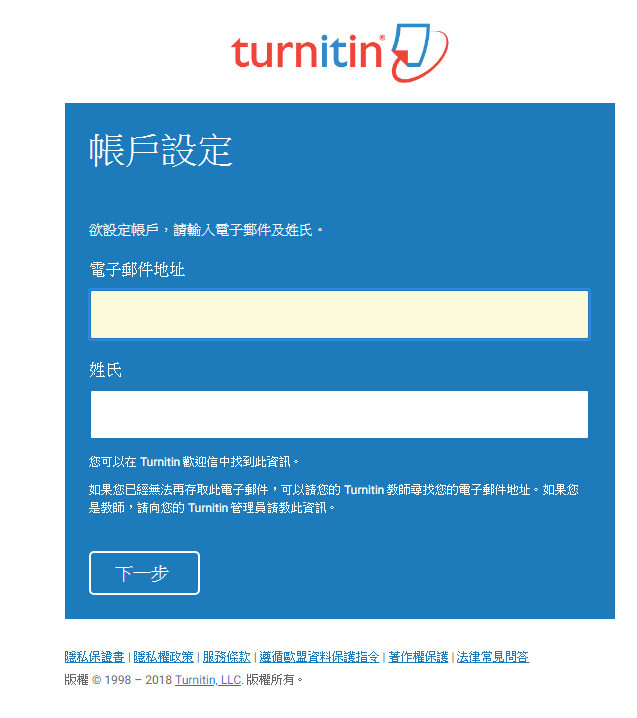 turnitin®
帳戶設定
欲設定帳戶，請輸入電子郵件及姓氏。
電子郵件地址
姓氏
您可以在 Turnitin 歡迎信中找到此資訊。
如果您已經無法再存取此電子郵件，可以請您的 Turnitin 教師尋找您的電子郵件地址。如果您
是教師，請向您的 Turnitin 管理員請教此資訊。
下一步
隱私保證書 | 隱私權政策 | 服務條款 | 遵循歐盟資料保護指令 | 著作權保護 | 法律常見問答
版權 © 1998 – 2018 Turnitin, LLC. 版權所有。